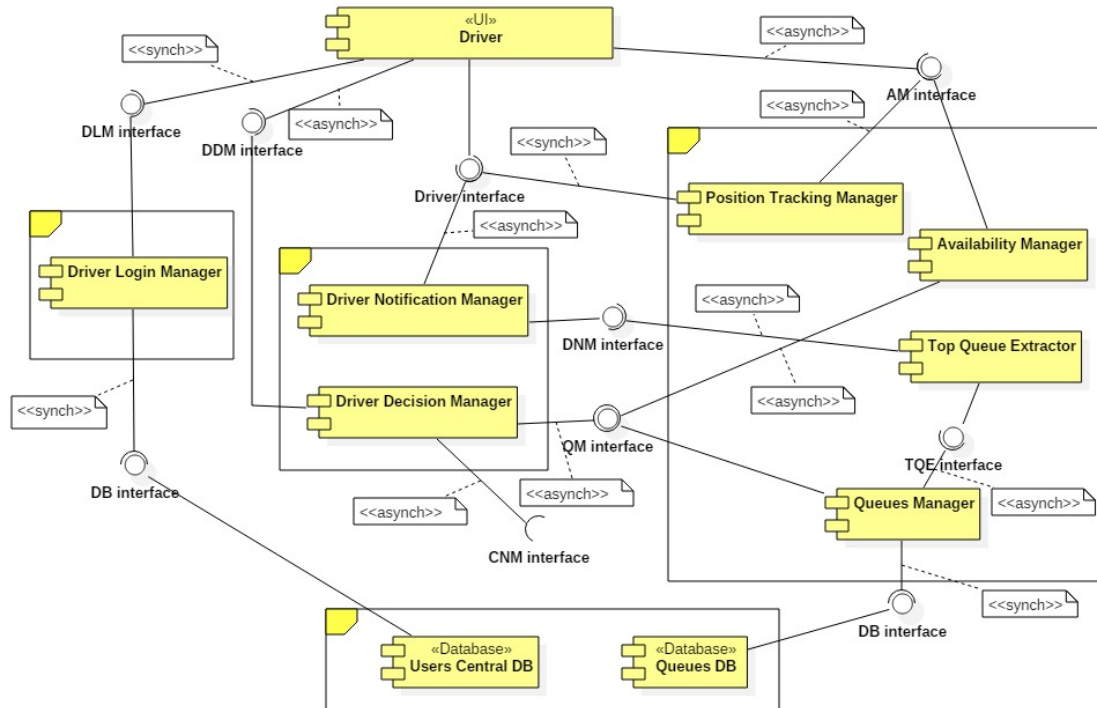 «UI»
Driver
<<asynch>>
<<synch>>
AM interface
<<asynch>>
DLM interface
<<asynch>>
DDM interface
<<synch>>
Driver interface
Position Tracking Manager
<<asynch>>
Availability Manager
Driver Login Manager
Driver Notification Manager
<<asynch>>
DNM interface
Top Queue Extractor
<<synch>>
Driver Decision Manager
<<asynch>>
QM interface
TQE interface
DB interface
<<asynch>>
<<asynch>>
<<asynch>>
Queues Manager
CNM interface
<<synch>>
DB interface
«Database»
Users Central DB
«Database»
Queues DB